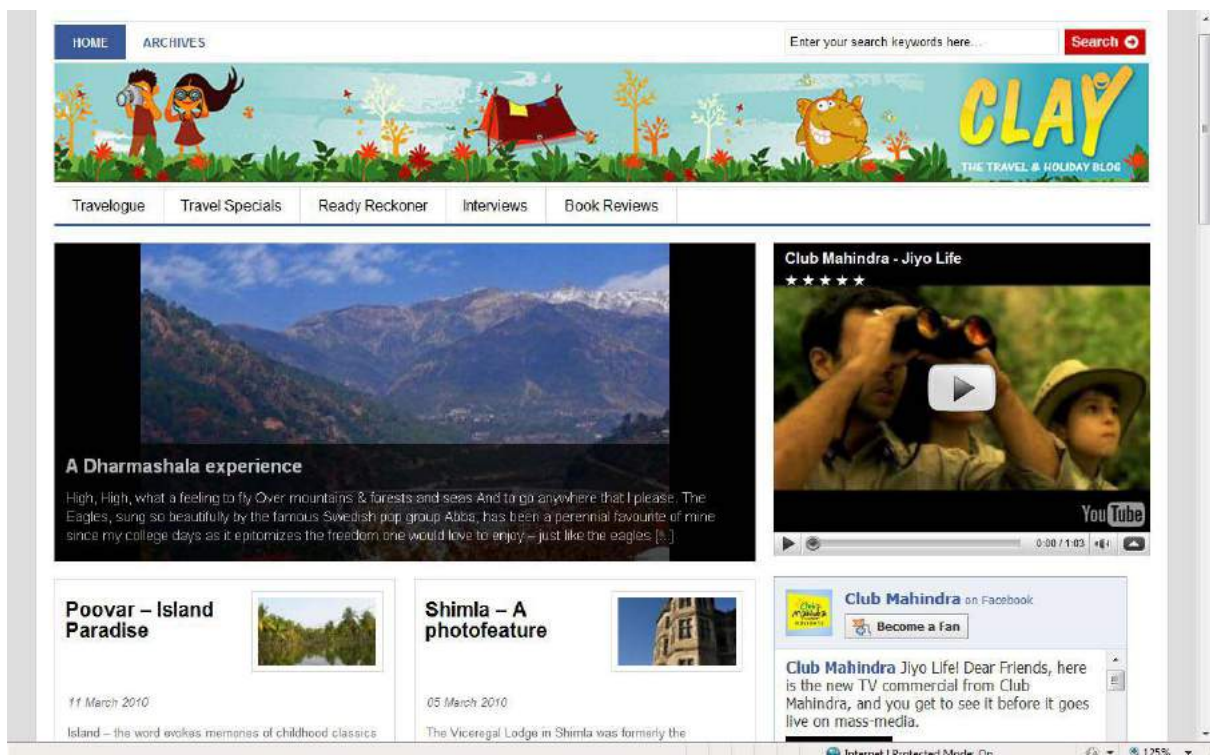 HOME ARCHIVES
Enter your search keywords here...
Search
CLAY
THE TRAVEL & HOLIDAY BLOG
Travelogue Travel Specials Ready Reckoner Interviews Book Reviews
A Dharmashala experience
High, High, what a feeling to fly Over mountains & forests and seas And to go anywhere that I please. The
Eagles, sung so beautifully by the famous Swedish pop group Abba, has been a perennial favourite of mine
since my college days as it epitomizes the freedom one would love to enjoy – just like the eagles [...]
Club Mahindra - Jiyo Life
YouTube
0:00 / 1:03
Poovar – Island
Paradise
11 March 2010
Island – the word evokes memories of childhood classics
Shimla – A
photofeature
05 March 2010
The Viceregal Lodge in Shimla was formerly the
Club Mahindra on Facebook
Become a Fan
Club Mahindra Jiyo Life! Dear Friends, here
is the new TV commercial from Club
Mahindra, and you get to see it before it goes
live on mass-media.
Internet | Protected Mode: On
125%